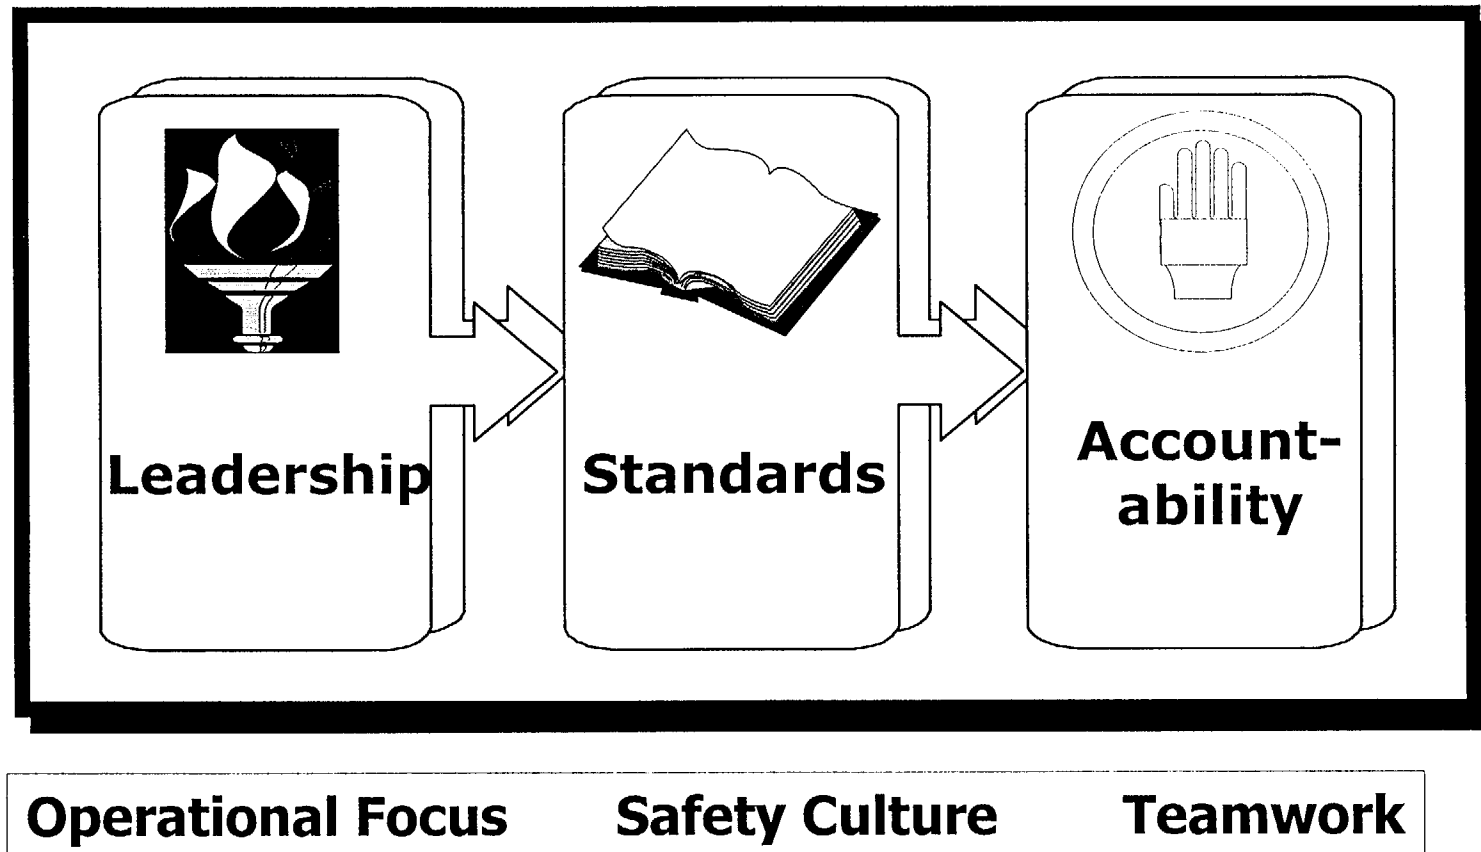 Leadership
Standards
Account-
ability
Operational Focus Safety Culture Teamwork